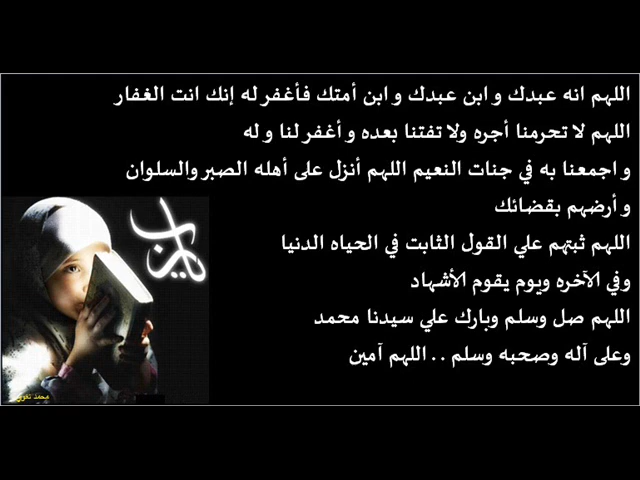 اللهم انه عبدك و ابن عبدك و ابن أمتك فأغفر له إنك انت الغفار
اللهم لا تحرمنا أجره ولا تفتنا بعده و أغفر لنا و له
و اجمعنا به في جنات النعيم اللهم أنزل على أهله الصبر والسلوان
و أرضهم بقضائك
اللهم ثبتهم علي القول الثابت في الحياه الدنيا
وفي الآخره ويوم يقوم الأشهاد
اللهم صل وسلم وبارك علي سيدنا محمد
وعلى آله وصحبه وسلم . . اللهم آمين
يارب
محمد